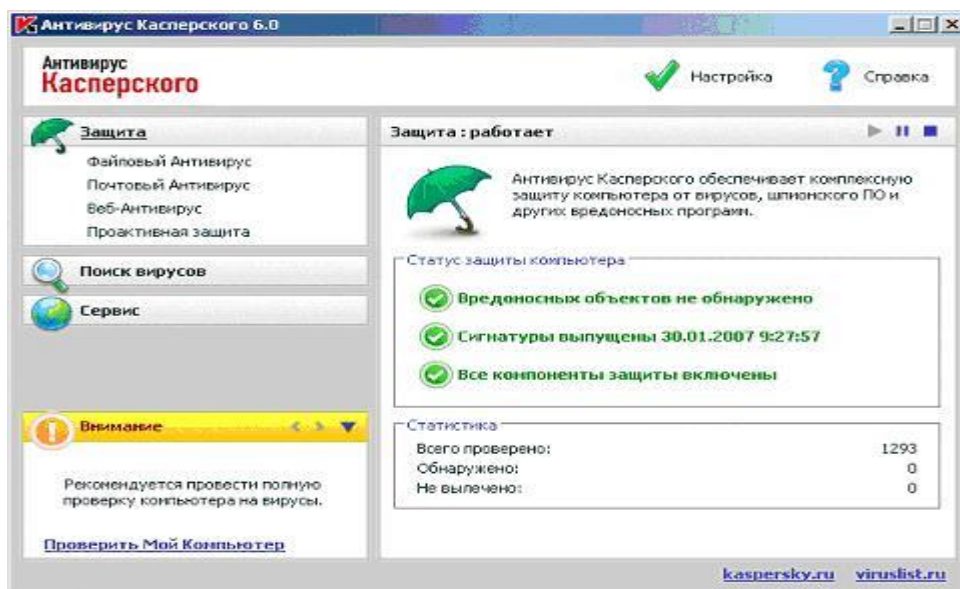 Антивирус Касперского 6.0
Антивирус
Касперского
Настройка
Справка
Защита
Файловый Антивирус
Почтовый Антивирус
Веб-Антивирус
Проактивная защита
Поиск вирусов
Сервис
Внимание
Рекомендуется провести полную
проверку компьютера на вирусы.
Проверить Мой Компьютер
Защита : работает
Антивирус Касперского обеспечивает комплексную
защиту компьютера от вирусов, шпионского ПО и
других вредоносных программ.
Статус защиты компьютера
Вредоносных объектов не обнаружено
Сигнатуры выпущены 30.01.2007 9:27:57
Все компоненты защиты включены
Статистика
Всего проверено: 1293
Обнаружено: 0
Не вылечено: 0
kaspersky.ru viruslist.ru